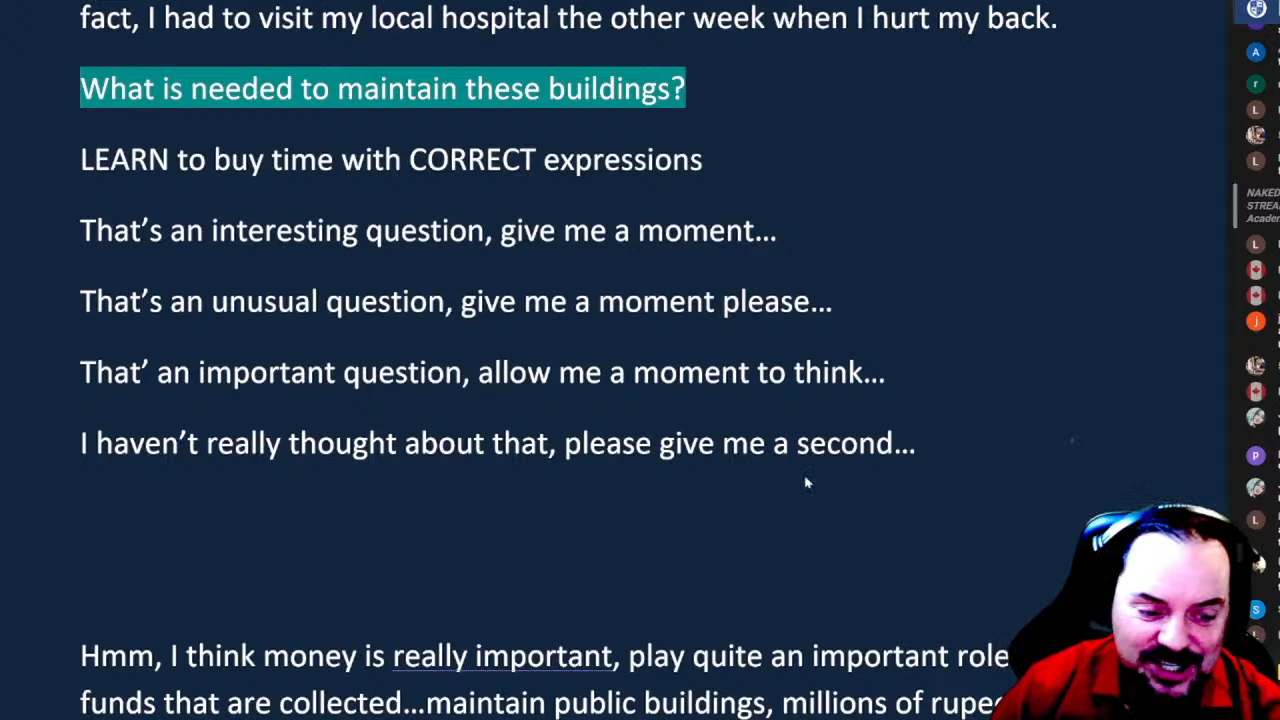 fact, I had to visit my local hospital the other week when I hurt my back.
What is needed to maintain these buildings?
LEARN to buy time with CORRECT expressions
That’s an interesting question, give me a moment…
That’s an unusual question, give me a moment please…
That’ an important question, allow me a moment to think…
I haven’t really thought about that, please give me a second…
Hmm, I think money is really important, play quite an important role
funds that are collected…maintain public buildings, millions of
NAKED
STREA
Acade
A
r
L
L
L
j
P
L
S
L